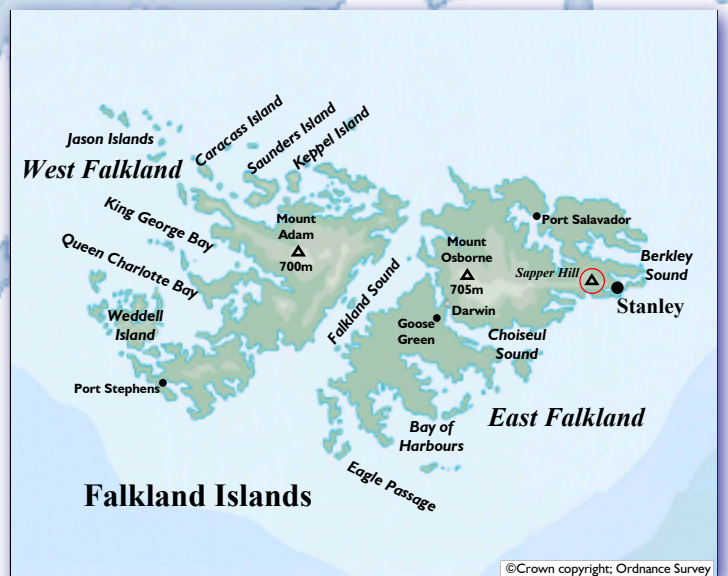 Jason Islands
West Falkland
Caracass Island
Saunders Island
Keppel Island
King George Bay
Queen Charlotte Bay
Mount
Adam
700m
Weddell
Island
Port Stephens
Falkland Sound
Port Salavador
Mount
Osborne
705m
Sapper Hill
Berkley
Sound
Stanley
Darwin
Goose
Green
Choiseul
Sound
East Falkland
Bay of
Harbours
Eagle Passage
Falkland Islands
©Crown copyright; Ordnance Survey